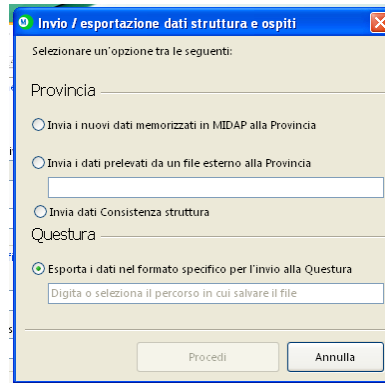 Invio / esportazione dati struttura e ospiti
Selezionare un'opzione tra le seguenti:
Provincia
Invia i nuovi dati memorizzati in MIDAP alla Provincia
Invia i dati prelevati da un file esterno alla Provincia
Invia dati Consistenza struttura
Questura
Esporta i dati nel formato specifico per l'invio alla Questura
Digita o seleziona il percorso in cui salvare il file
Procedi Annulla